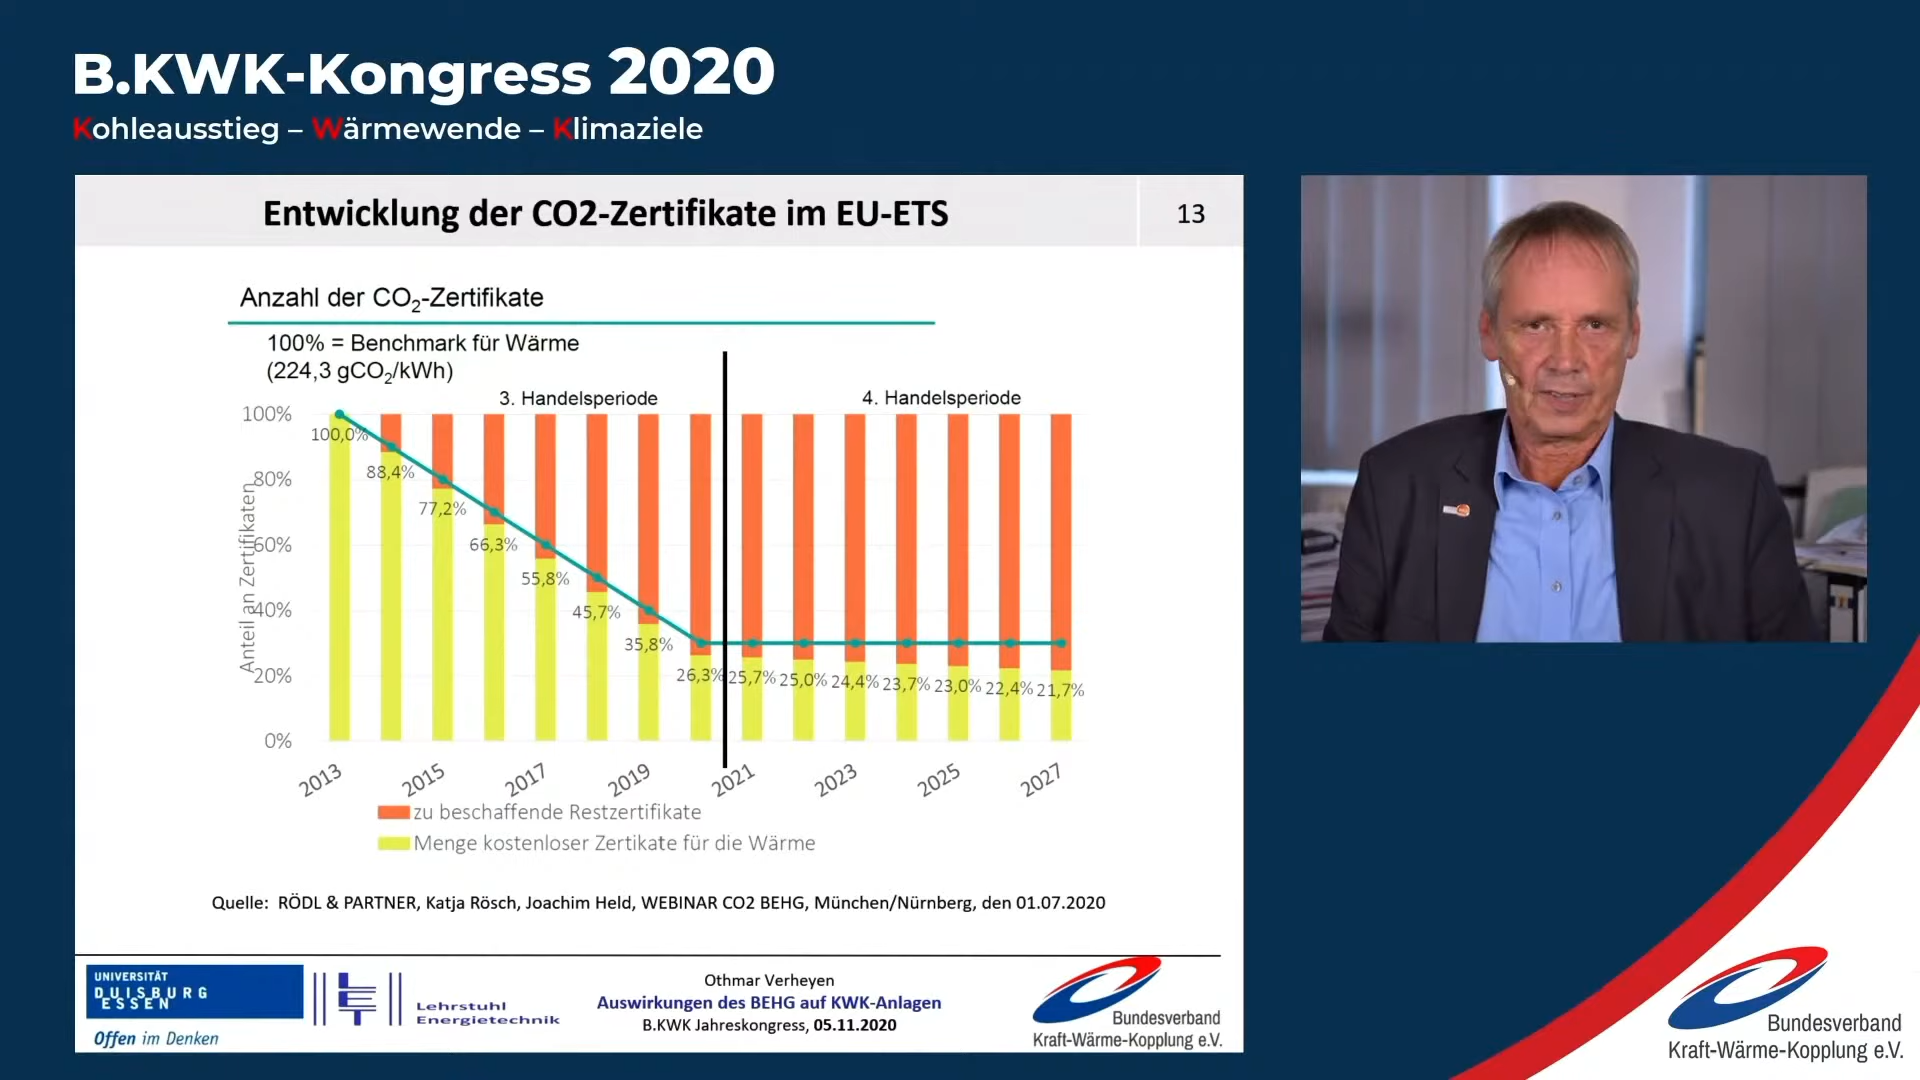 B.KWK-Kongress 2020
Kohleausstieg – Wärmewende – Klimaziele
Entwicklung der CO2-Zertifikate im EU-ETS
13
Anzahl der CO2-Zertifikate
100% = Benchmark für Wärme
(224,3 gCO2/kWh)
3. Handelsperiode
4. Handelsperiode
Anteil an Zertifikaten
100%
80%
60%
40%
20%
0%
100,0%
88,4%
77,2%
66,3%
55,8%
45,7%
35,8%
26,3%
25,7%
25,0%
24,4%
23,7%
23,0%
22,4%
21,7%
2013
2015
2017
2019
2021
2023
2025
2027
zu beschaffende Restzertifikate
Menge kostenloser Zertikate für die Wärme
Quelle: RÖDL & PARTNER, Katja Rösch, Joachim Held, WEBINAR CO2 BEHG, München/Nürnberg, den 01.07.2020
UNIVERSITÄT
DUISBURG
ESSEN
Offen im Denken
LET
Lehrstuhl
Energietechnik
Othmar Verheyen
Auswirkungen des BEHG auf KWK-Anlagen
B.KWK Jahreskongress, 05.11.2020
Bundesverband
Kraft-Wärme-Kopplung e.V.
Bundesverband
Kraft-Wärme-Kopplung e.V.